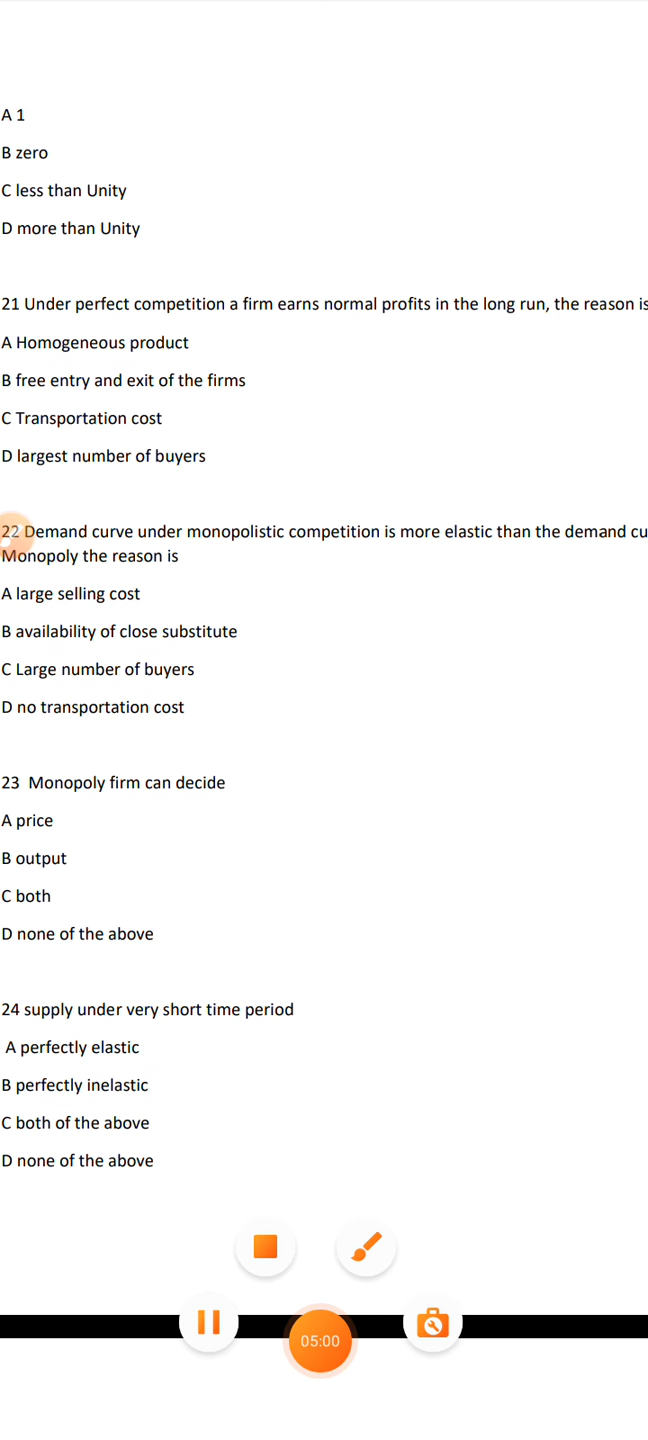 A 1
B zero
C less than Unity
D more than Unity
21 Under perfect competition a firm earns normal profits in the long run, the reason is
A Homogeneous product
B free entry and exit of the firms
C Transportation cost
D largest number of buyers
22 Demand curve under monopolistic competition is more elastic than the demand cu
Monopoly the reason is
A large selling cost
B availability of close substitute
C Large number of buyers
D no transportation cost
23 Monopoly firm can decide
A price
B output
C both
D none of the above
24 supply under very short time period
A perfectly elastic
B perfectly inelastic
C both of the above
D none of the above
05:00